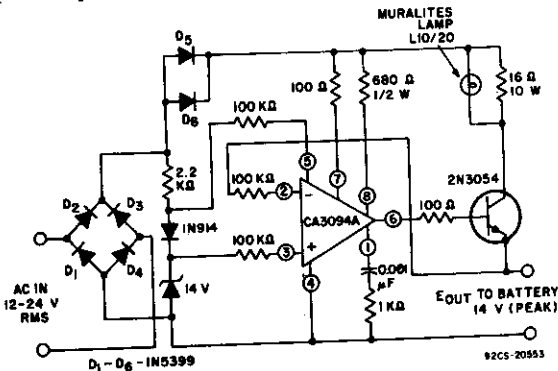 MURALITES
LAMP
L10/20
D5
D6
100 Ω
680 Ω
1/2 W
16 Ω
10 W
100 KΩ
5
7
8
2.2
KΩ
100 KΩ
2
-
2N3054
D2
D3
IN914
CA3094A
6
100 Ω
100 KΩ
3
+
1
D1
D4
4
0.001
μF
AC IN
12-24 V
RMS
14 V
1 KΩ
EOUT TO BATTERY
14 V (PEAK)
D1-D6-IN5399
92CS-20553